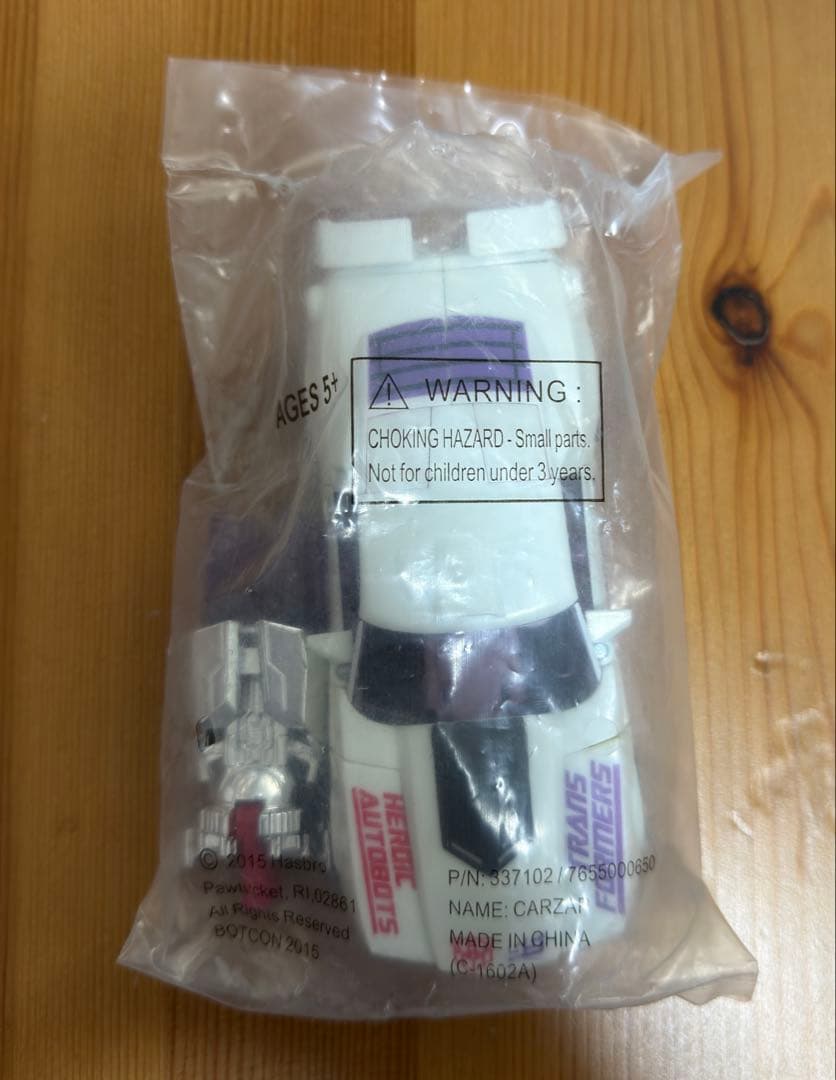 AGES 5+
WARNING :
CHOKING HAZARD - Small parts.
Not for children under 3 years.
HEROIC
AUTOBOTS
TRANS
FORMERS
© 2015 Hasbro
Pawtucket, RI,02861
All Rights Reserved
BOTCON 2015
P/N: 337102 / 7655000650
NAME: CARZAP
MADE IN CHINA
(C-1602A)